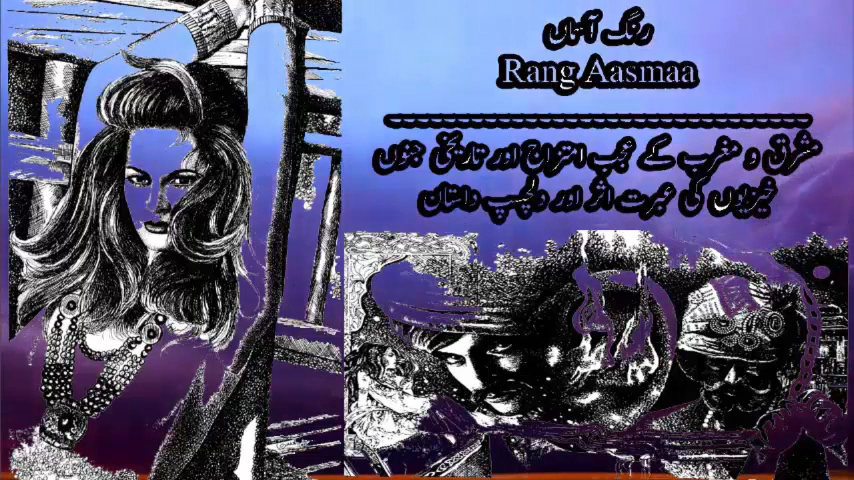 رنگ آسماں
Rang Aasmaa
مشرق و مغرب کے عجب امتزاج اور تاریخی جنوں
خیزیوں کی عبرت اثر اور دلچسپ داستان